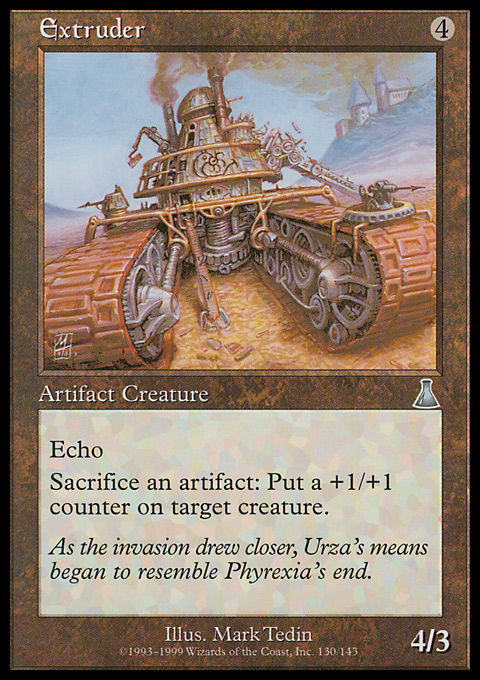 Extruder 4
Artifact Creature
Echo
Sacrifice an artifact: Put a +1/+1
counter on target creature.
As the invasion drew closer, Urza's means
began to resemble Phyrexia's end.
Illus. Mark Tedin
©1993-1999 Wizards of the Coast, Inc. 130/143
4/3